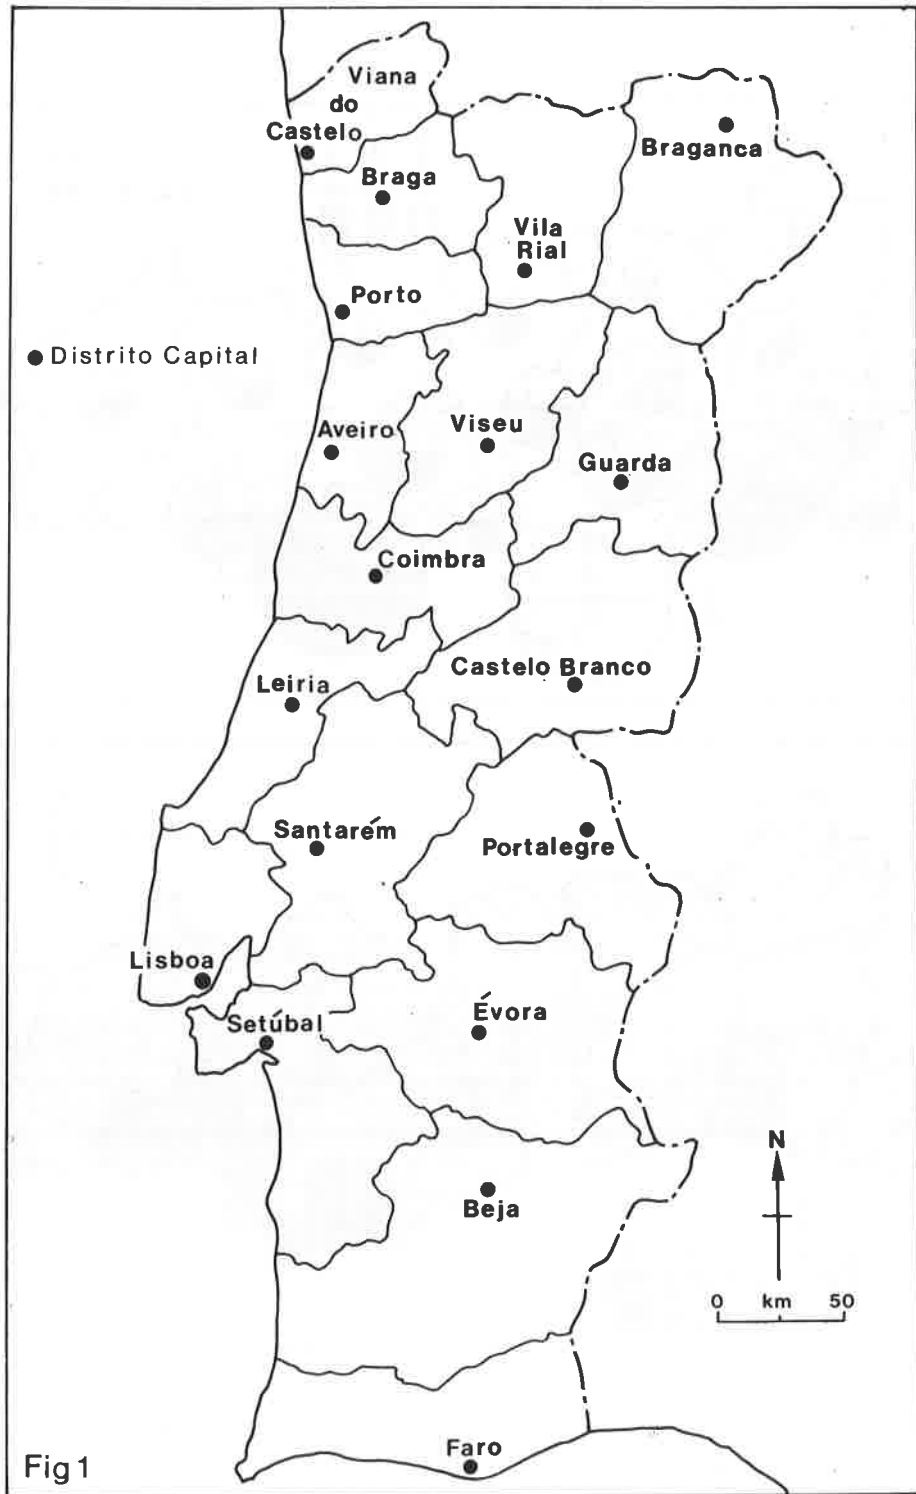 Viana
do
Castelo
Braganca
Braga
Vila
Rial
Porto
Distrito Capital
Aveiro
Viseu
Guarda
Coimbra
Castelo Branco
Leiria
Santarém
Portalegre
Lisboa
Évora
Setúbal
N
Beja
0 km 50
Faro
Fig 1